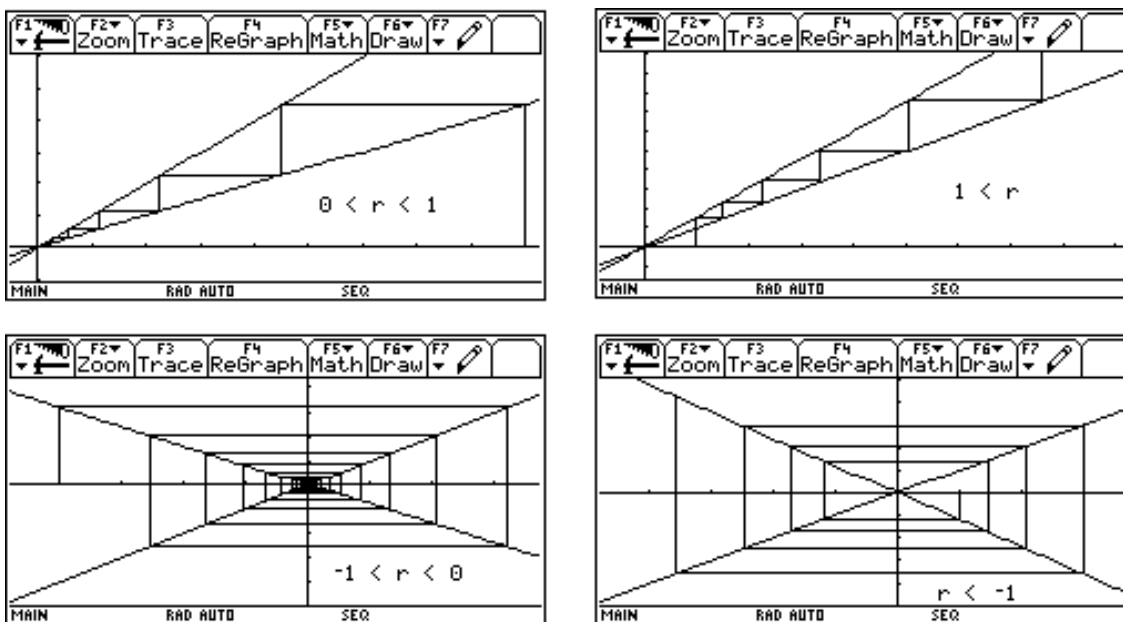 F1 F2 F3 F4 F5 F6 F7
Zoom Trace ReGraph Math Draw
0 < r < 1
MAIN RAD AUTO SEQ
F1 F2 F3 F4 F5 F6 F7
Zoom Trace ReGraph Math Draw
1 < r
MAIN RAD AUTO SEQ
F1 F2 F3 F4 F5 F6 F7
Zoom Trace ReGraph Math Draw
-1 < r < 0
MAIN RAD AUTO SEQ
F1 F2 F3 F4 F5 F6 F7
Zoom Trace ReGraph Math Draw
r < -1
MAIN RAD AUTO SEQ